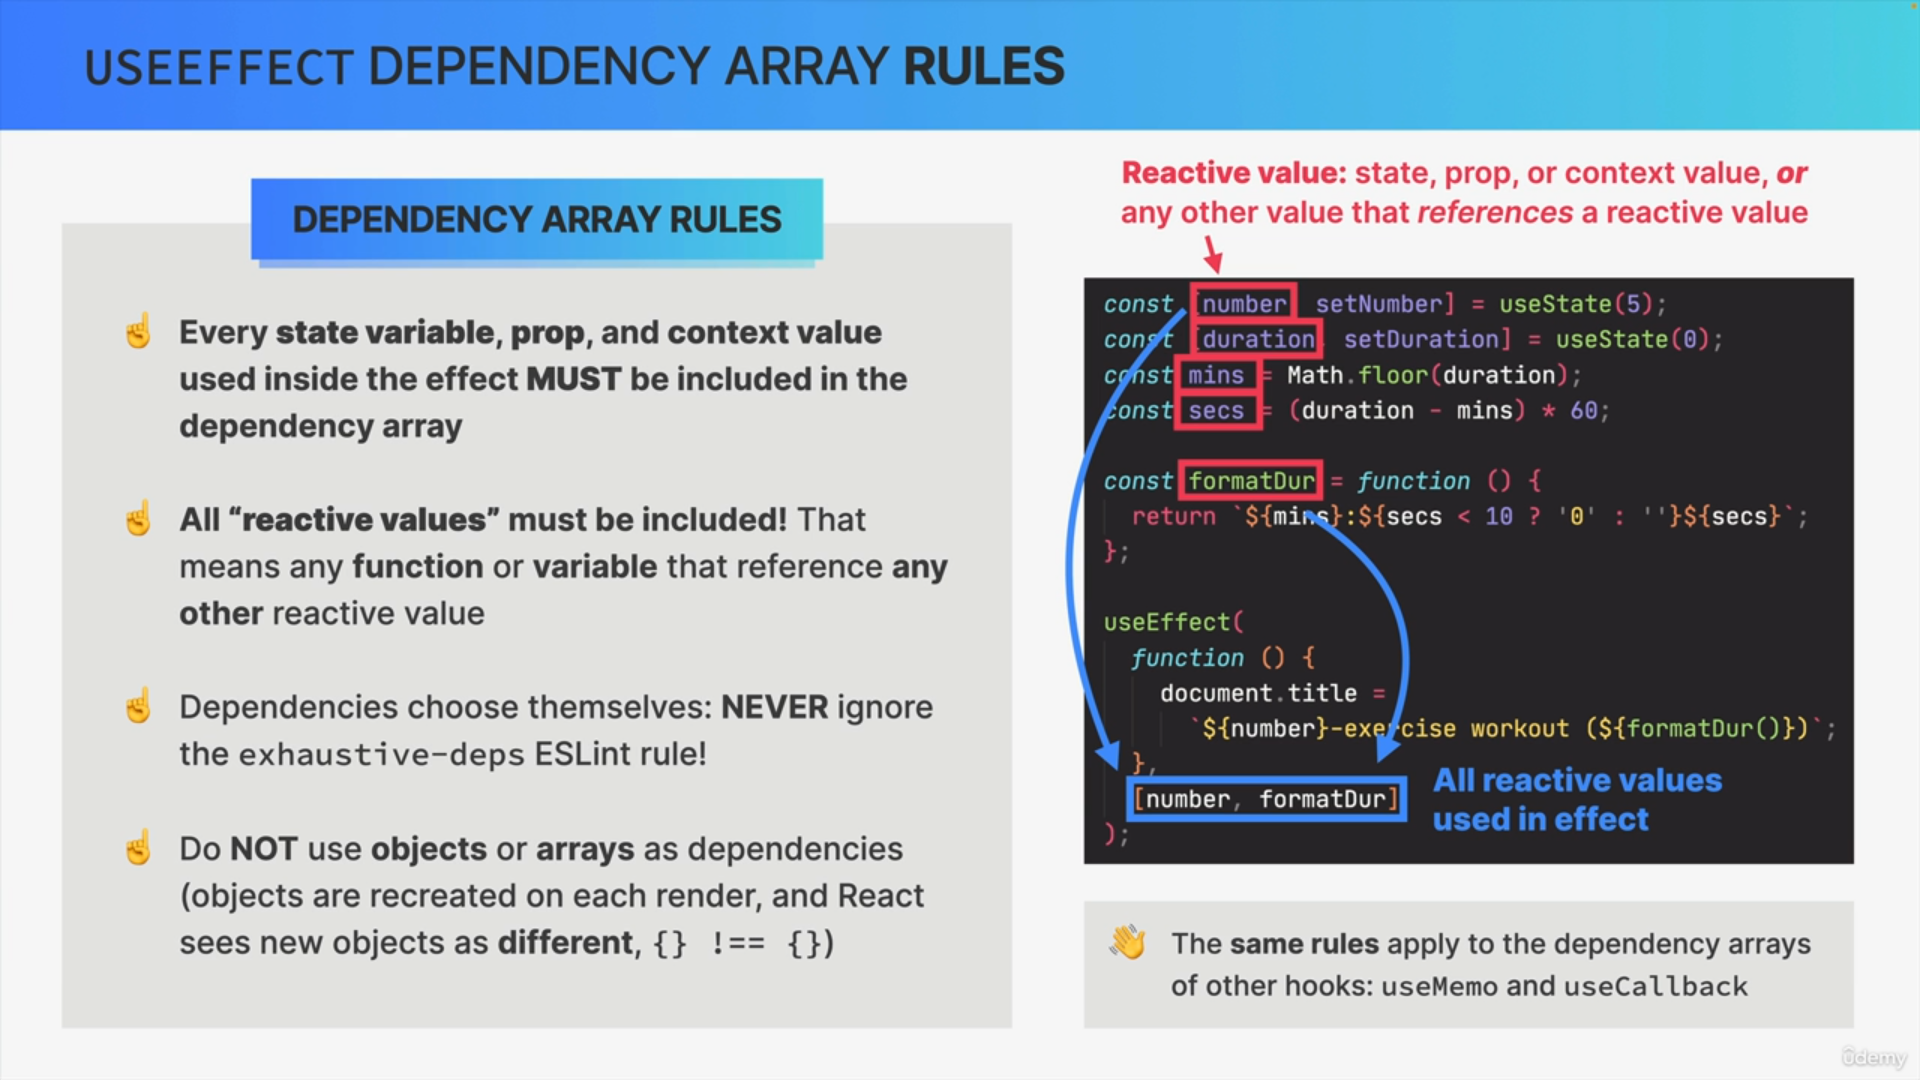 USEEFFECT DEPENDENCY ARRAY RULES
DEPENDENCY ARRAY RULES
☝️ Every state variable, prop, and context value
used inside the effect MUST be included in the
dependency array
☝️ All “reactive values” must be included! That
means any function or variable that reference any
other reactive value
☝️ Dependencies choose themselves: NEVER ignore
the exhaustive-deps ESLint rule!
☝️ Do NOT use objects or arrays as dependencies
(objects are recreated on each render, and React
sees new objects as different, {} !== {})
Reactive value: state, prop, or context value, or
any other value that references a reactive value
const [number setNumber] = useState(5);
const [duration setDuration] = useState(0);
const mins = Math.floor(duration);
const secs = (duration - mins) * 60;
const formatDur = function () {
return `${mins}:${secs < 10 ? '0' : ''}${secs}`;
};
useEffect(
function () {
document.title =
`${number}-exercise workout (${formatDur()})`;
},
[number, formatDur]
);
All reactive values
used in effect
👋 The same rules apply to the dependency arrays
of other hooks: useMemo and useCallback
ûdemy